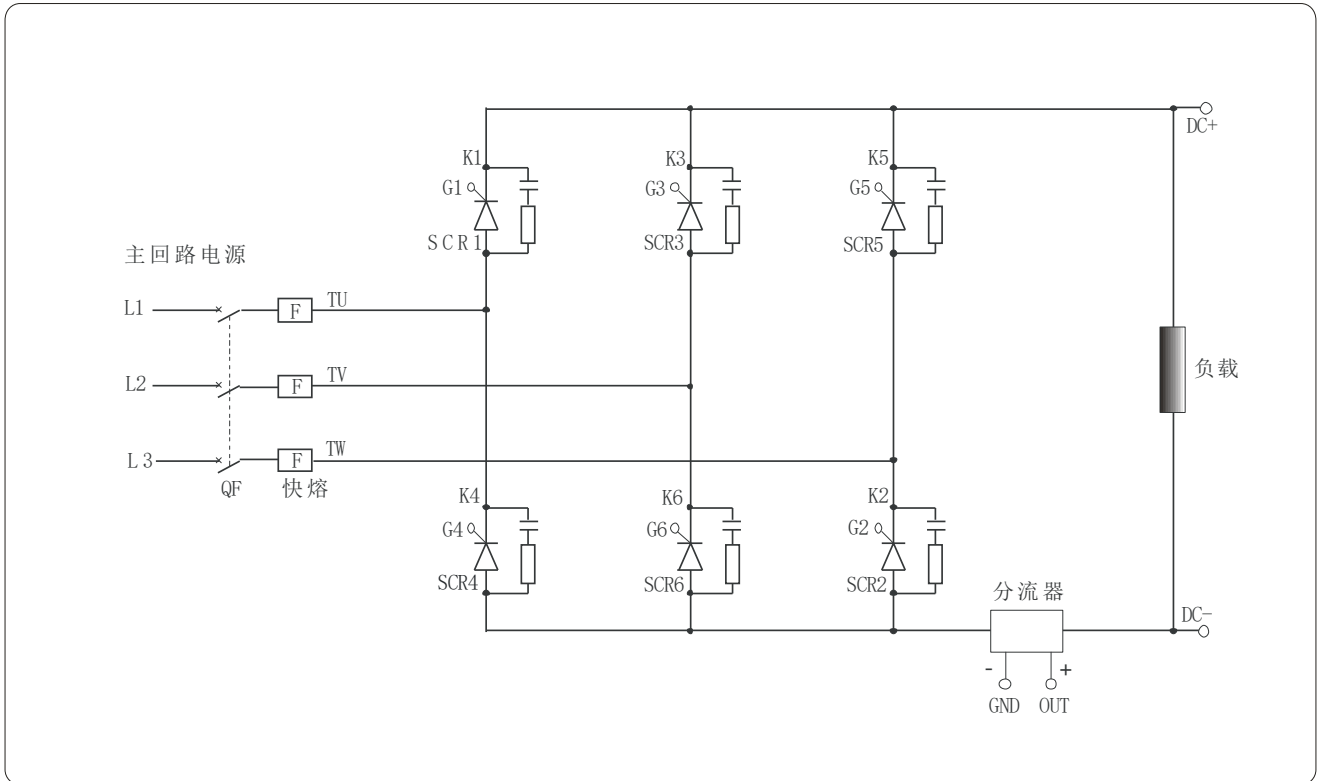 DC+
K1
K3
K5
G1
G3
G5
SCR1
SCR3
SCR5
主回路电源
L1
F
TU
L2
F
TV
L3
F
TW
QF
快熔
负载
K4
K6
K2
G4
G6
G2
SCR4
SCR6
SCR2
分流器
DC-
-
+
GND
OUT